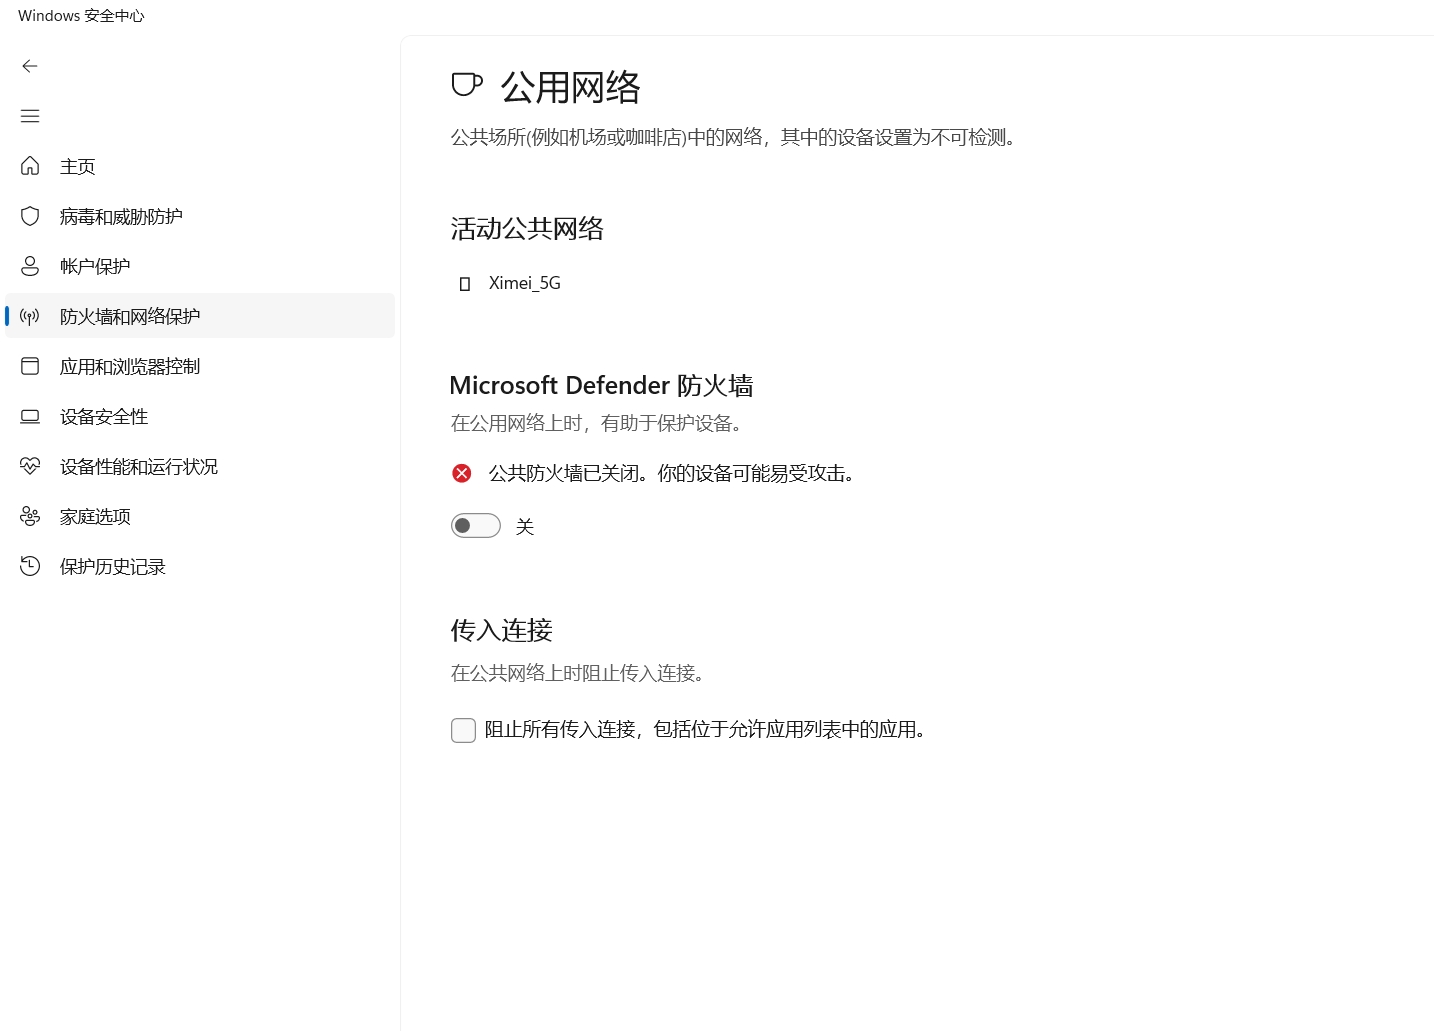 Windows 安全中心
主页
病毒和威胁防护
帐户保护
防火墙和网络保护
应用和浏览器控制
设备安全性
设备性能和运行状况
家庭选项
保护历史记录
公用网络
公共场所(例如机场或咖啡店)中的网络，其中的设备设置为不可检测。
活动公共网络
Ximei_5G
Microsoft Defender 防火墙
在公用网络上时，有助于保护设备。
公共防火墙已关闭。你的设备可能易受攻击。
关
传入连接
在公共网络上时阻止传入连接。
阻止所有传入连接，包括位于允许应用列表中的应用。